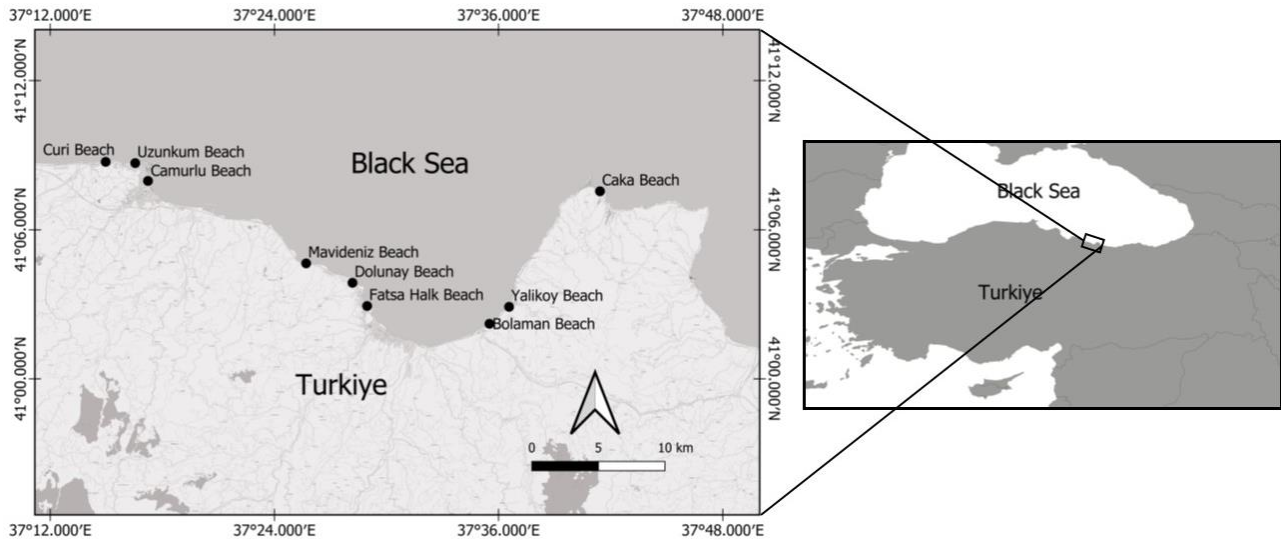 37°12.000′E 37°24.000′E 37°36.000′E 37°48.000′E
41°12.000′N
41°12.000′N
Curi Beach
Uzunkum Beach
Camurlu Beach
Black Sea
Caka Beach
Black Sea
41°06.000′N
41°06.000′N
Mavideniz Beach
Dolunay Beach
Fatsa Halk Beach
Yalikoy Beach
Bolaman Beach
Turkiye
41°00.000′N
41°00.000′N
Turkiye
0 5 10 km
37°12.000′E 37°24.000′E 37°36.000′E 37°48.000′E